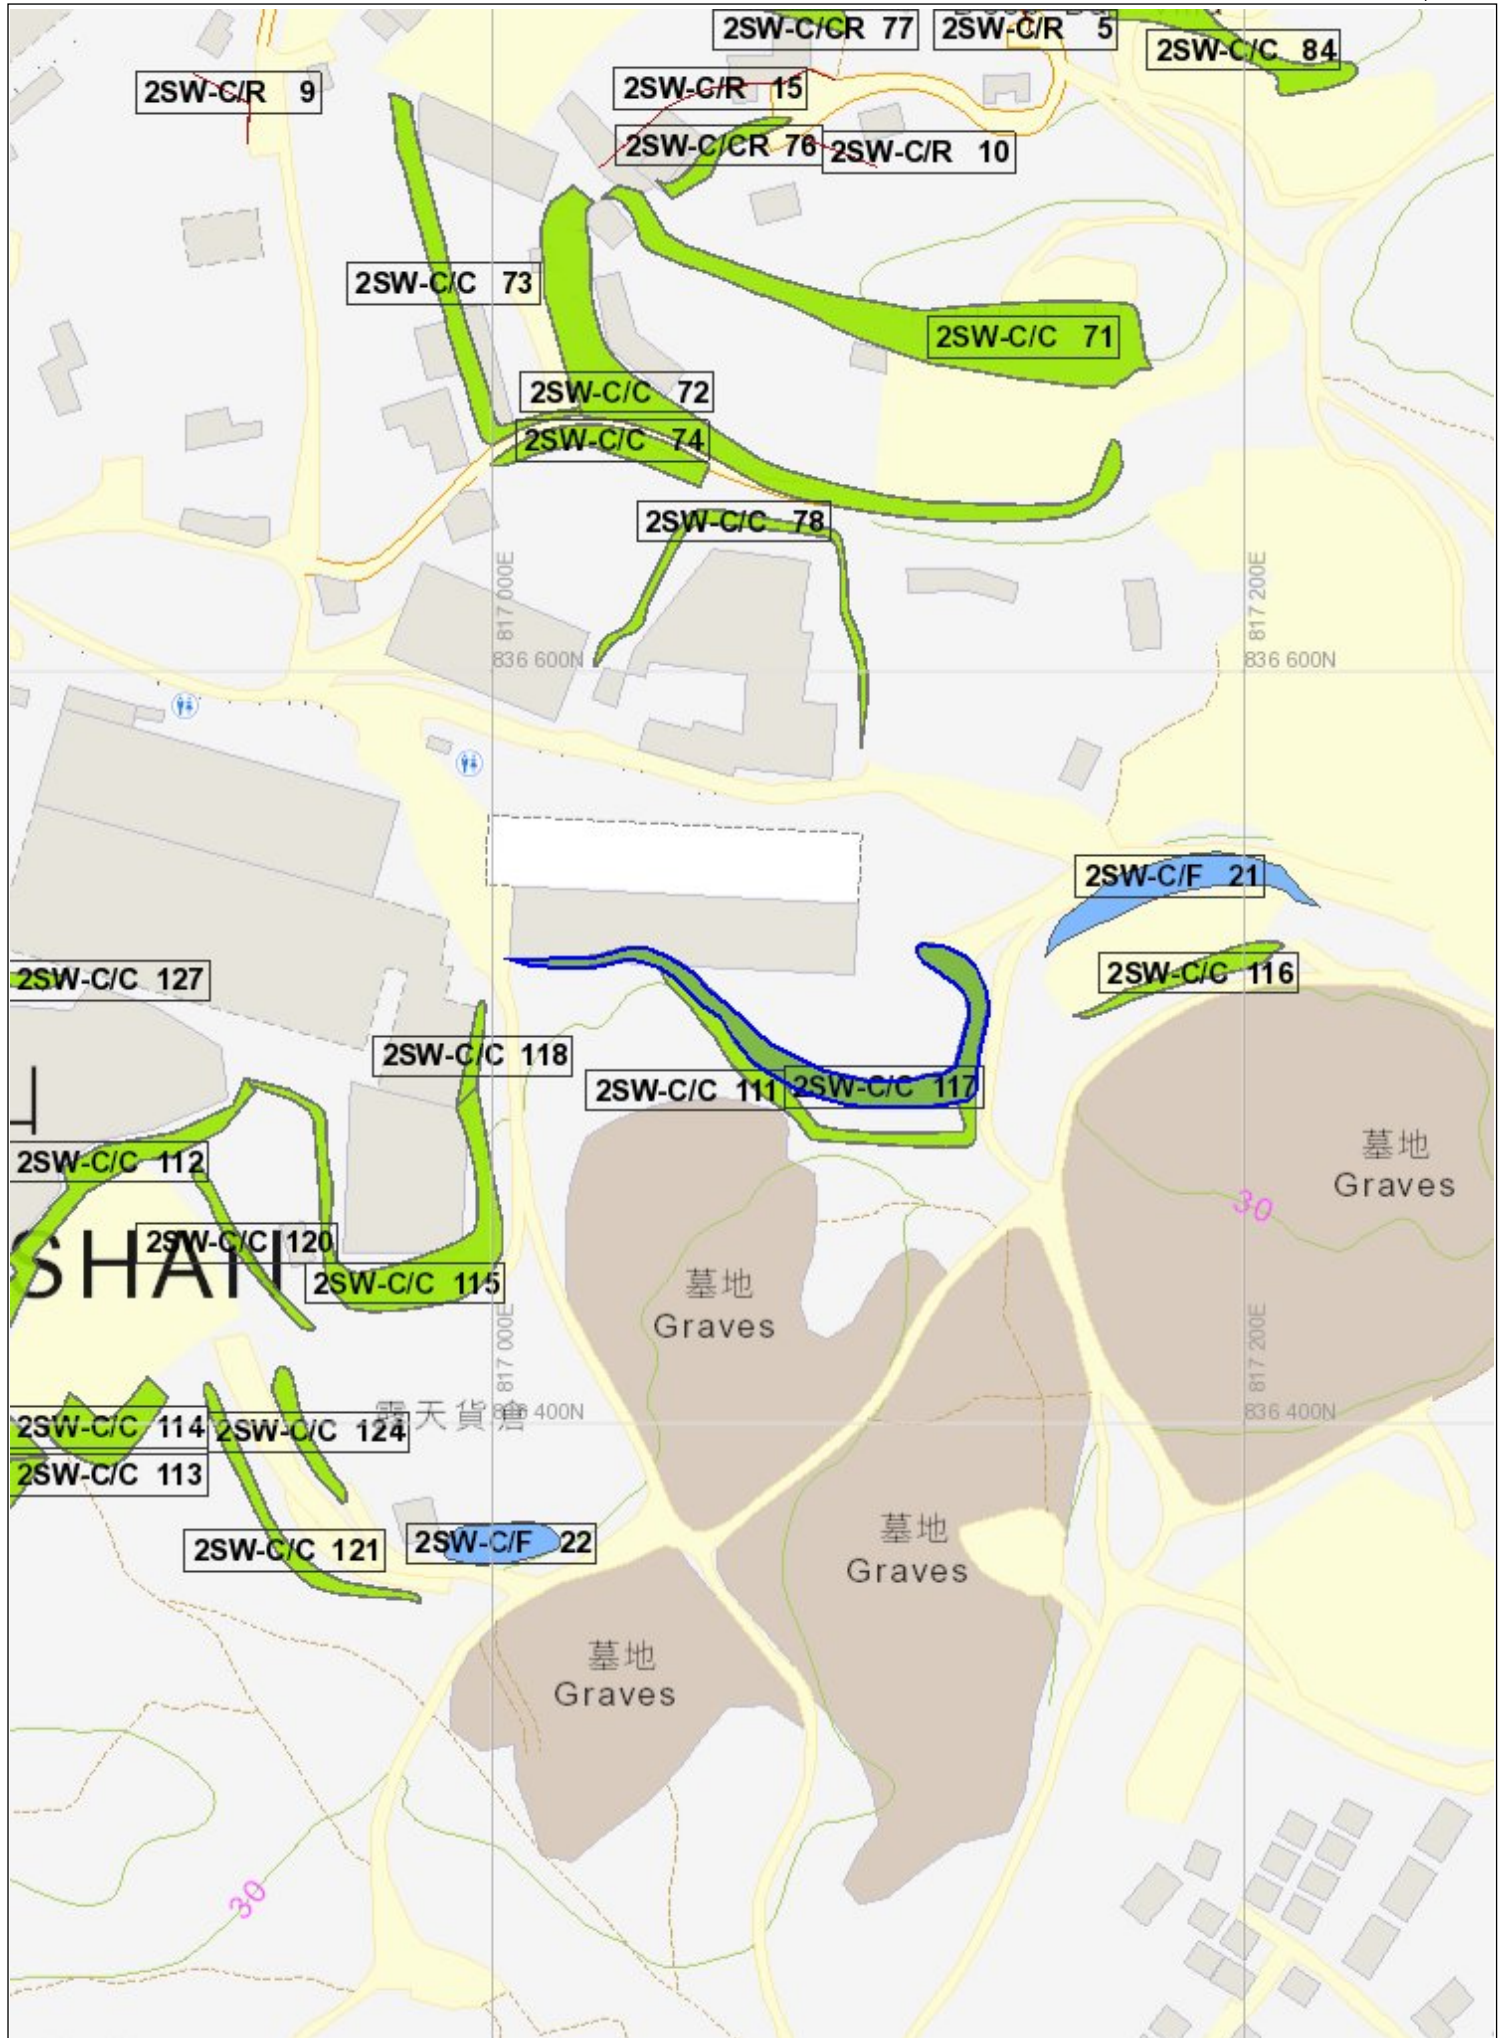 2SW-C/CR 77
2SW-C/R 5
2SW-C/C 84
2SW-C/R 9
2SW-C/R 15
2SW-C/CR 76
2SW-C/R 10
2SW-C/C 73
2SW-C/C 71
2SW-C/C 72
2SW-C/C 74
2SW-C/C 78
817 000E
817 200E
836 600N
836 600N
2SW-C/F 21
2SW-C/C 127
2SW-C/C 116
2SW-C/C 118
2SW-C/C 111
2SW-C/C 117
墓地
Graves
2SW-C/C 112
30
2SW-C/C 120
SHAN
2SW-C/C 115
墓地
Graves
817 000E
817 200E
露天貨倉
836 400N
836 400N
2SW-C/C 114
2SW-C/C 124
2SW-C/C 113
墓地
Graves
2SW-C/C 121
2SW-C/F 22
墓地
Graves
30